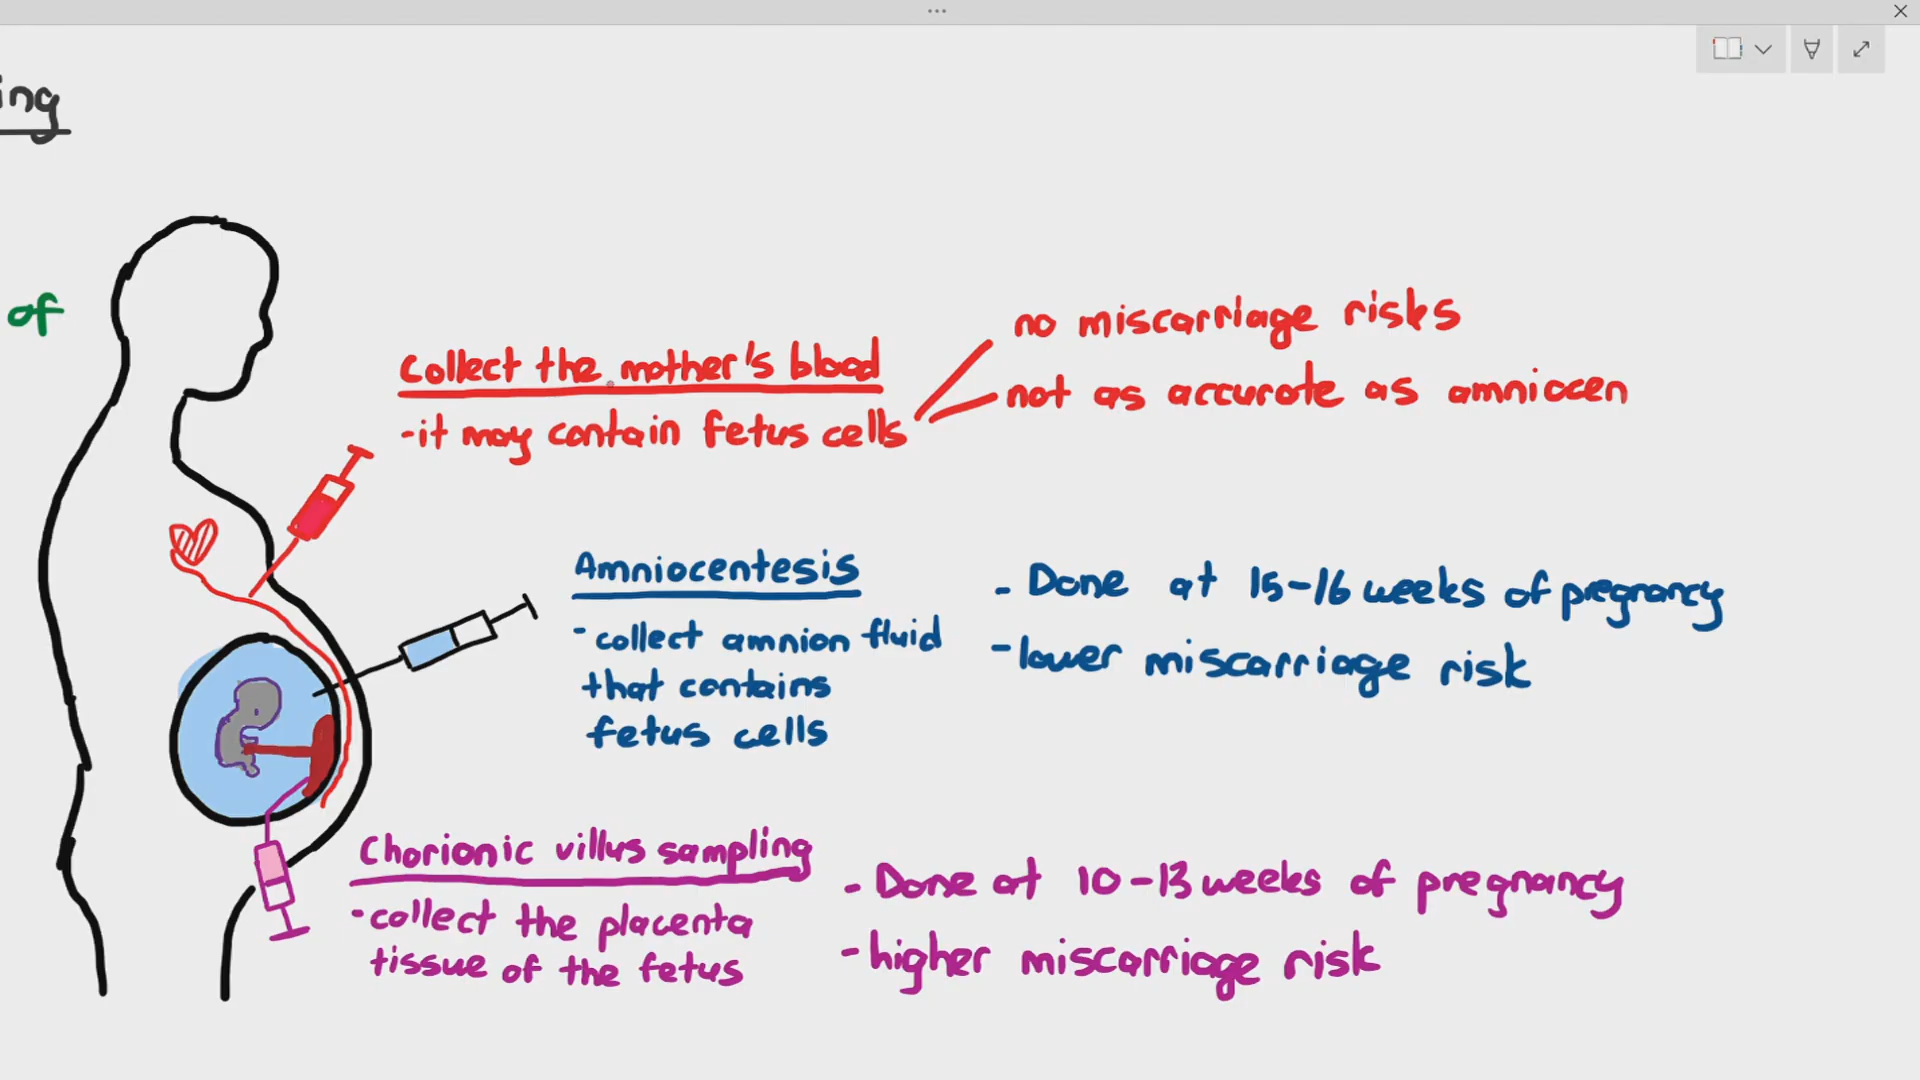 ing
of
Collect the mother's blood
-it may contain fetus cells
no miscarriage risks
not as accurate as amniocen
Amniocentesis
- collect amnion fluid
that contains
fetus cells
- Done at 15-16 weeks of pregnancy
- lower miscarriage risk
Chorionic villus sampling
- collect the placenta
tissue of the fetus
- Done at 10-13 weeks of pregnancy
- higher miscarriage risk